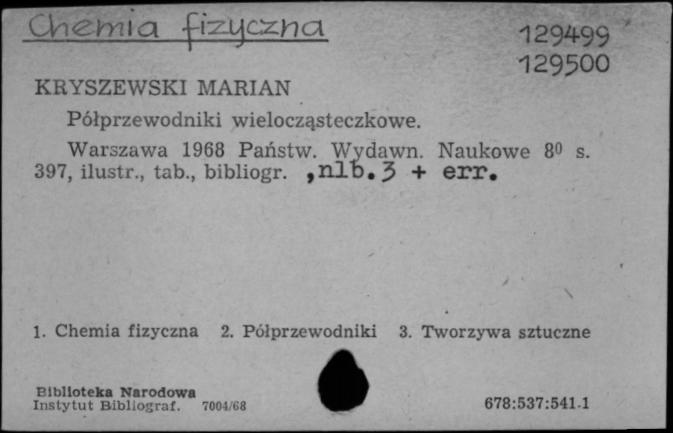 Chemia fizyczna
129499
129500
KRYSZEWSKI MARIAN
Półprzewodniki wielocząsteczkowe.
Warszawa 1968 Państw. Wydawn. Naukowe 8⁰ s.
397, ilustr., tab., bibliogr. ,nlb.3 + err.
1. Chemia fizyczna 2. Półprzewodniki 3. Tworzywa sztuczne
Biblioteka Narodowa
Instytut Bibliograf. 7004/68
678:537:541.1